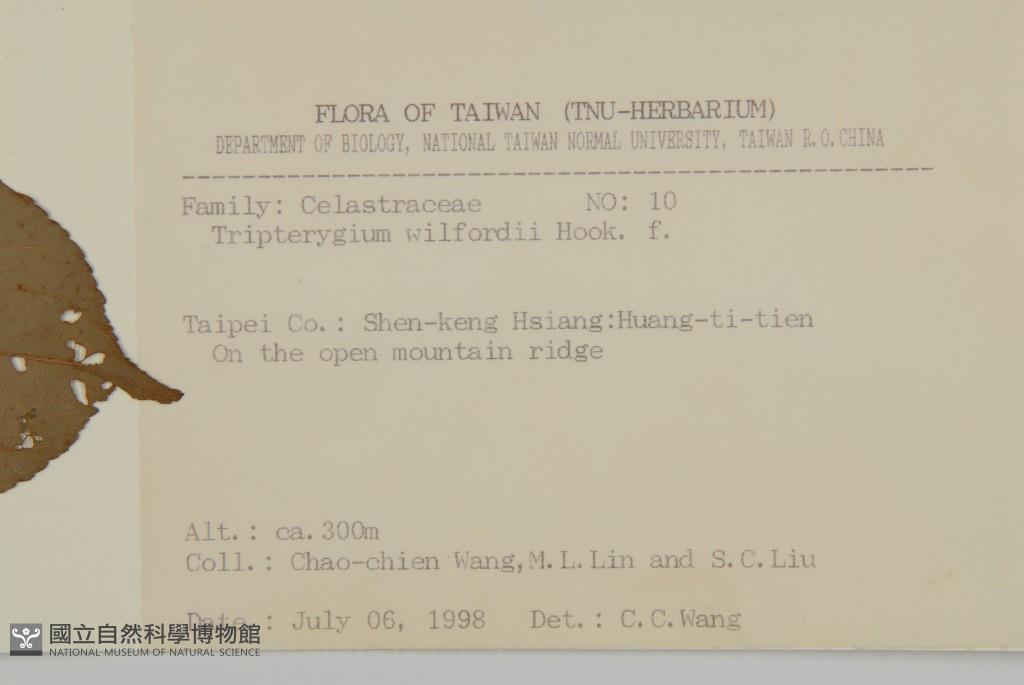 FLORA OF TAIWAN (TNU-HERBARIUM)
DEPARTMENT OF BIOLOGY, NATIONAL TAIWAN NORMAL UNIVERSITY, TAIWAN R.O.CHINA
Family: Celastraceae NO: 10
Tripterygium wilfordii Hook. f.
Taipei Co.: Shen-keng Hsiang:Huang-ti-tien
On the open mountain ridge
Alt.: ca.300m
Coll.: Chao-chien Wang,M.L.Lin and S.C.Liu
Date.: July 06, 1998 Det.: C.C.Wang
國立自然科學博物館
NATIONAL MUSEUM OF NATURAL SCIENCE